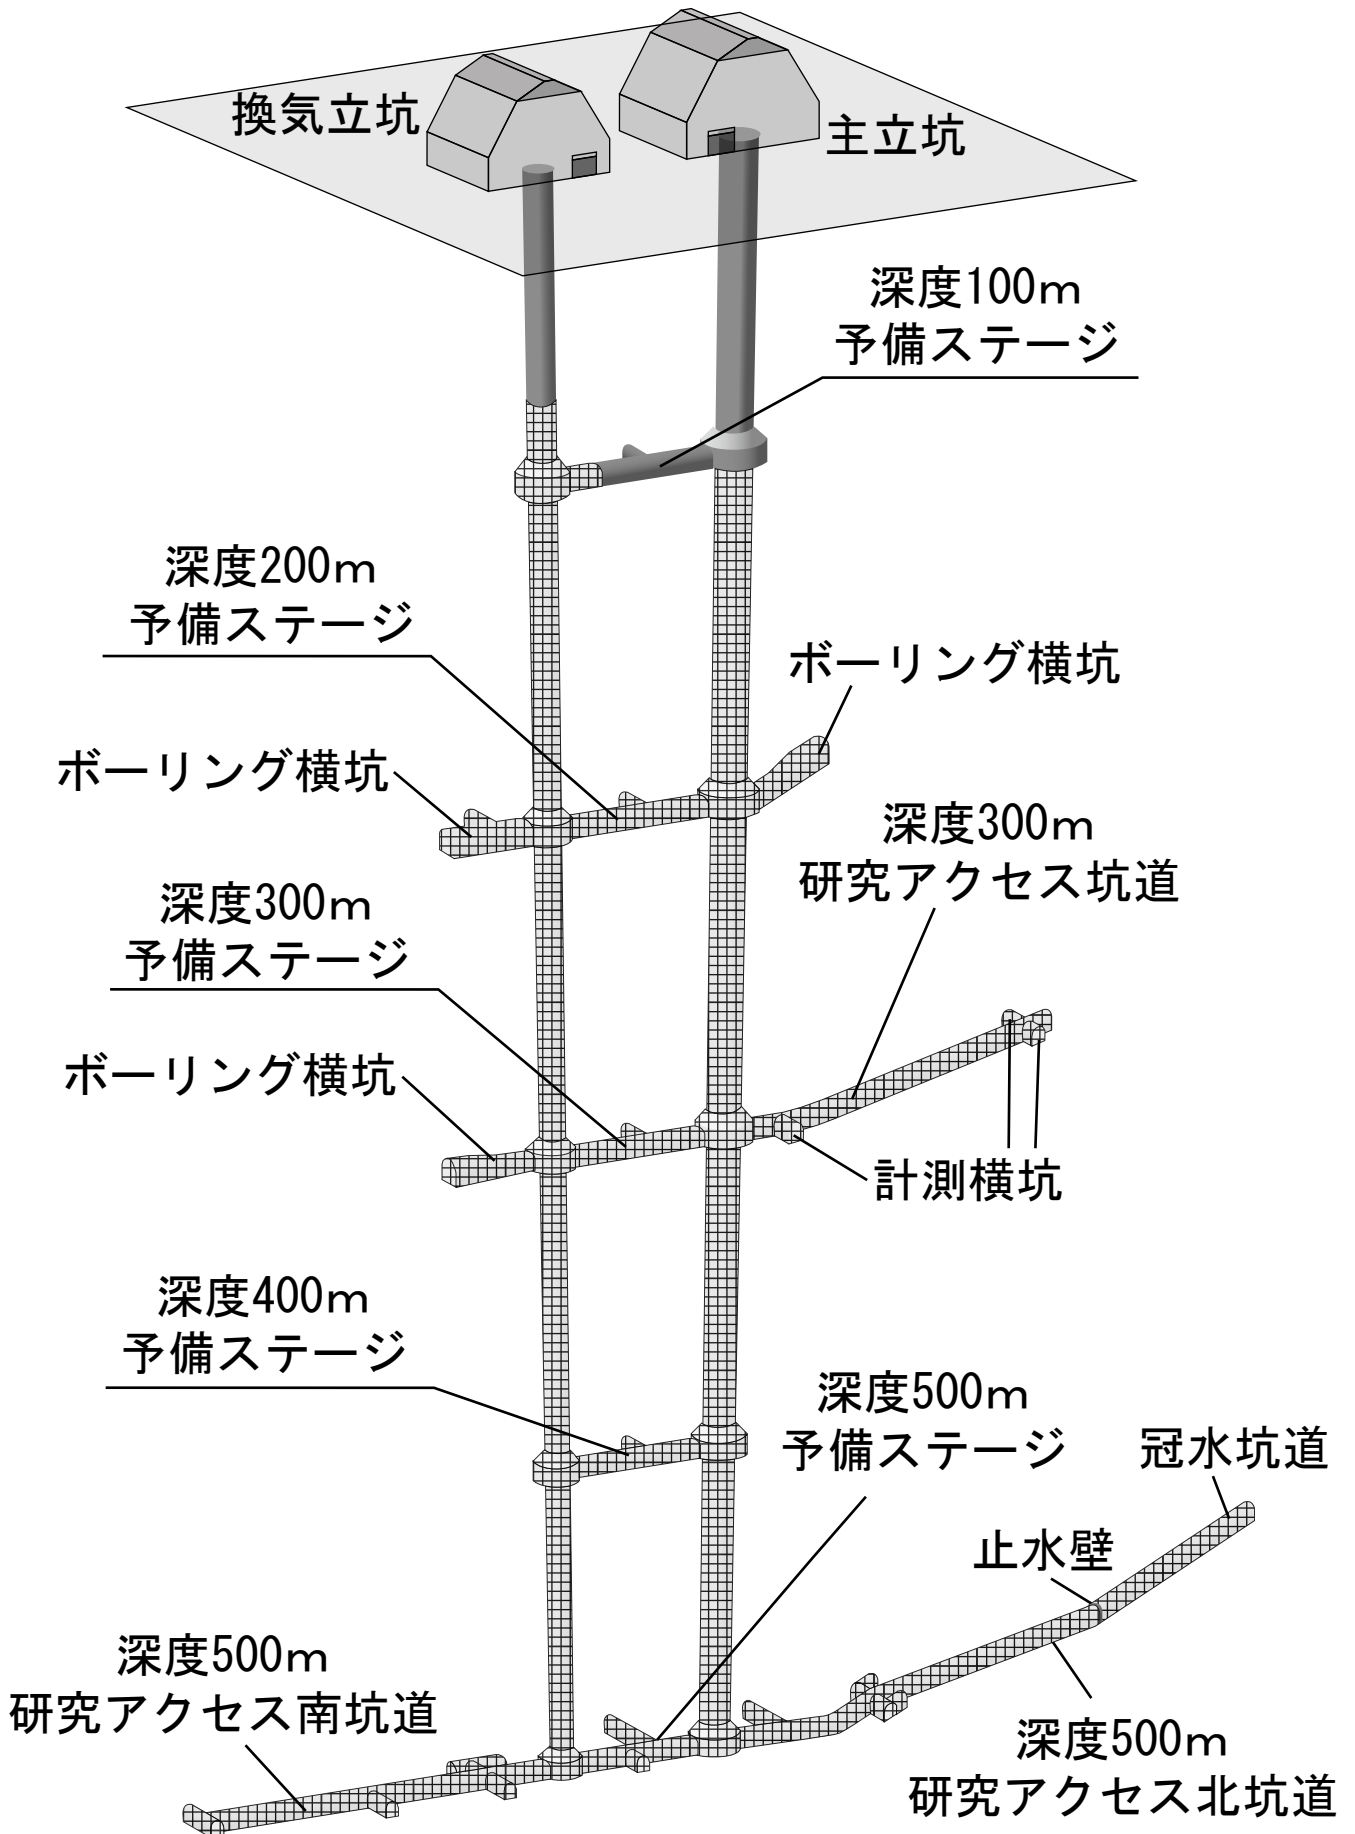 換気立坑
主立坑
深度100m
予備ステージ
深度200m
予備ステージ
ボーリング横坑
ボーリング横坑
深度300m
研究アクセス坑道
深度300m
予備ステージ
ボーリング横坑
計測横坑
深度400m
予備ステージ
深度500m
予備ステージ
冠水坑道
止水壁
深度500m
研究アクセス南坑道
深度500m
研究アクセス北坑道